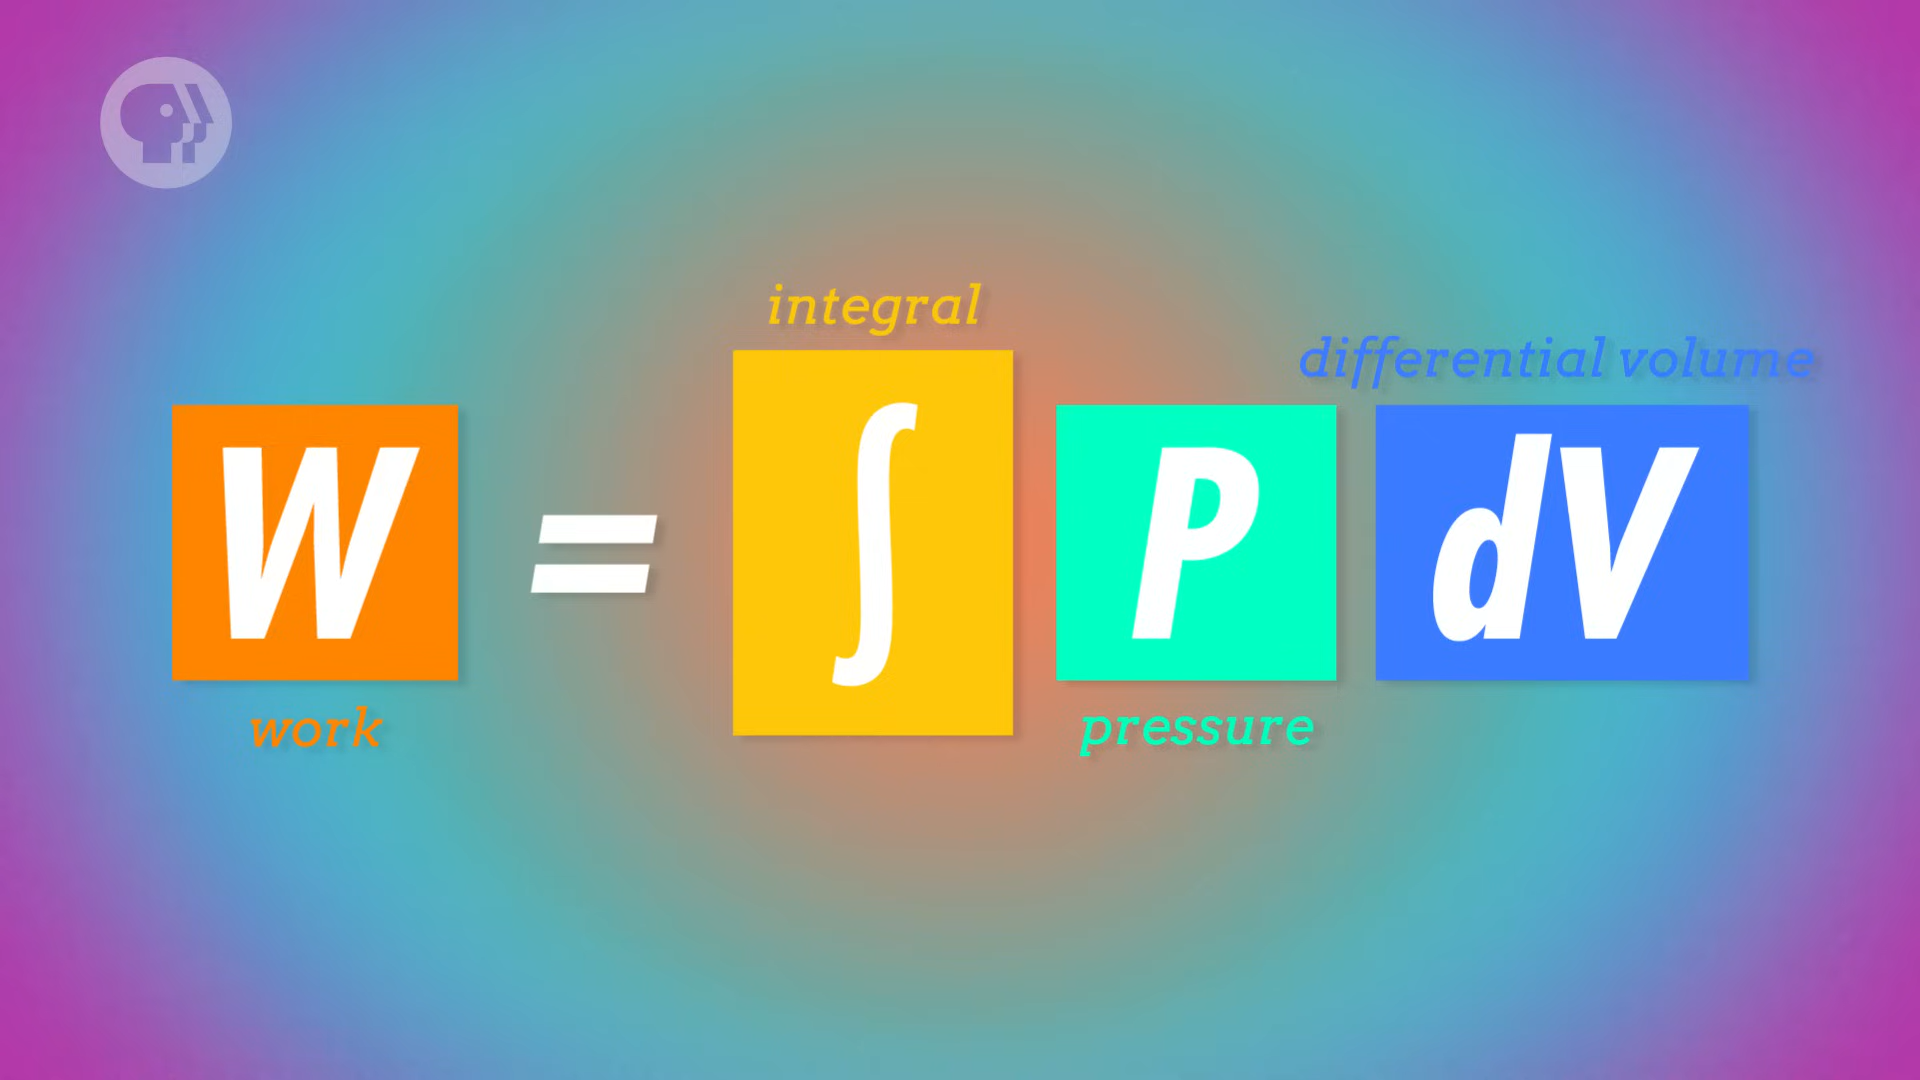 integral
differential volume
W = ∫ P dV
work
pressure